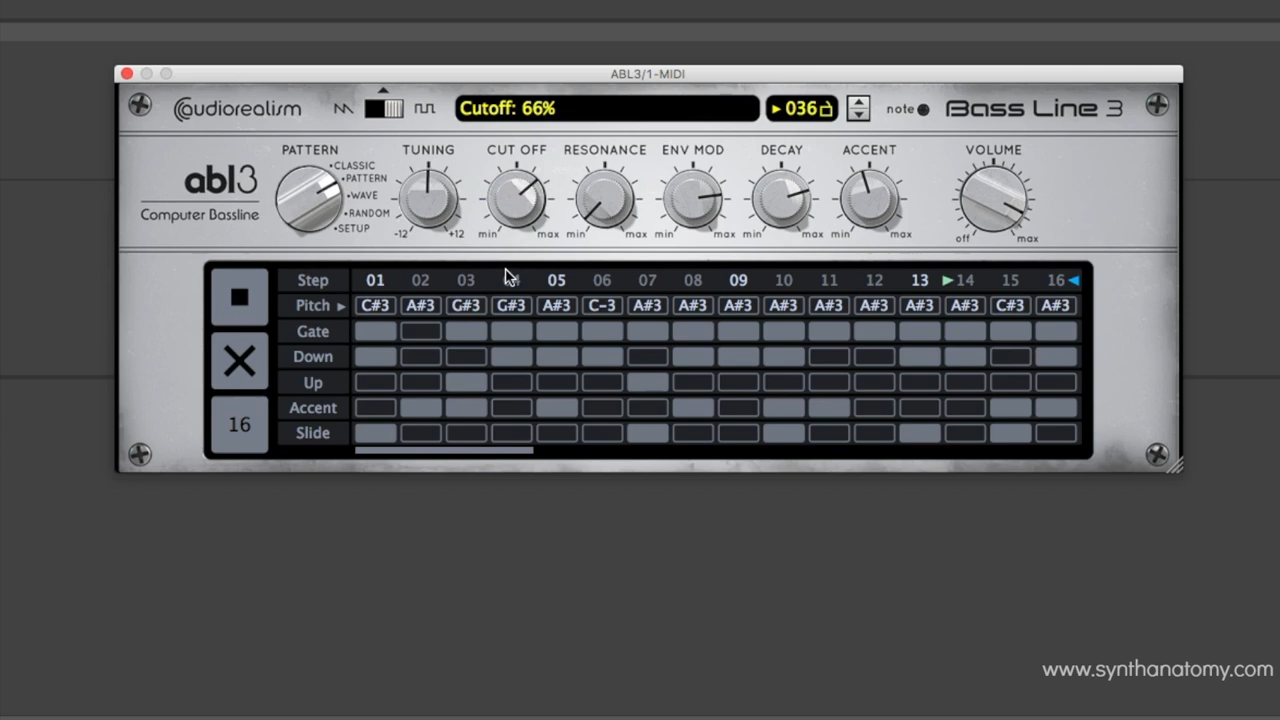 ABL3/1-MIDI
audiorealism
Cutoff: 66%
036
note
Bass Line 3
abl3
Computer Bassline
PATTERN
CLASSIC
PATTERN
WAVE
RANDOM
SETUP
TUNING
-12 +12
CUT OFF
min max
RESONANCE
min max
ENV MOD
min max
DECAY
min max
ACCENT
min max
VOLUME
off max
Step 01 02 03 05 06 07 08 09 10 11 12 13 14 15 16
Pitch C#3 A#3 G#3 G#3 A#3 C-3 A#3 A#3 A#3 A#3 A#3 A#3 A#3 A#3 C#3 A#3
Gate
Down
Up
Accent
Slide
16
www.synthanatomy.com